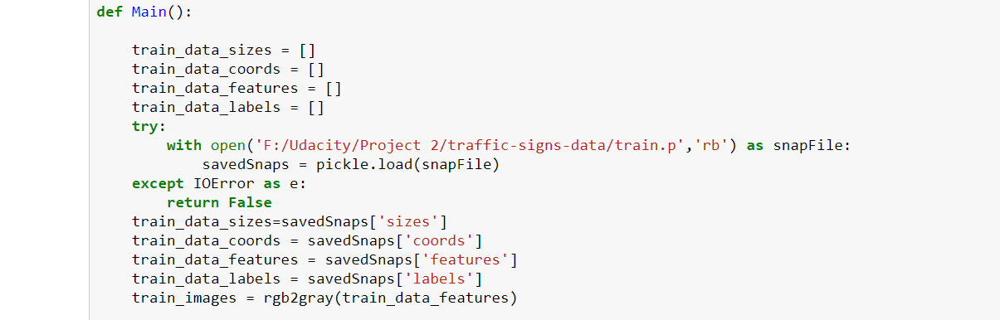 def Main():
train_data_sizes = []
train_data_coords = []
train_data_features = []
train_data_labels = []
try:
with open('F:/Udacity/Project 2/traffic-signs-data/train.p','rb') as snapFile:
savedSnaps = pickle.load(snapFile)
except IOError as e:
return False
train_data_sizes=savedSnaps['sizes']
train_data_coords = savedSnaps['coords']
train_data_features = savedSnaps['features']
train_data_labels = savedSnaps['labels']
train_images = rgb2gray(train_data_features)